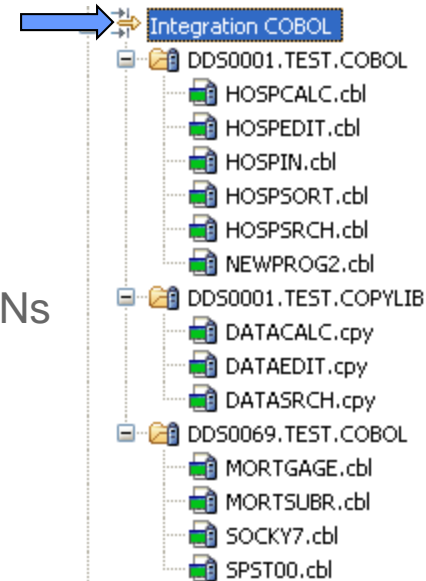 Integration COBOL
DDS0001.TEST.COBOL
HOSPCALC.cbl
HOSPEDIT.cbl
HOSPIN.cbl
HOSPSORT.cbl
HOSPSRCH.cbl
NEWPROG2.cbl
Ns
DDS0001.TEST.COPYLIB
DATACALC.cpy
DATAEDIT.cpy
DATASRCH.cpy
DDS0069.TEST.COBOL
MORTGAGE.cbl
MORTSUBR.cbl
SOCKY7.cbl
SPST00.cbl